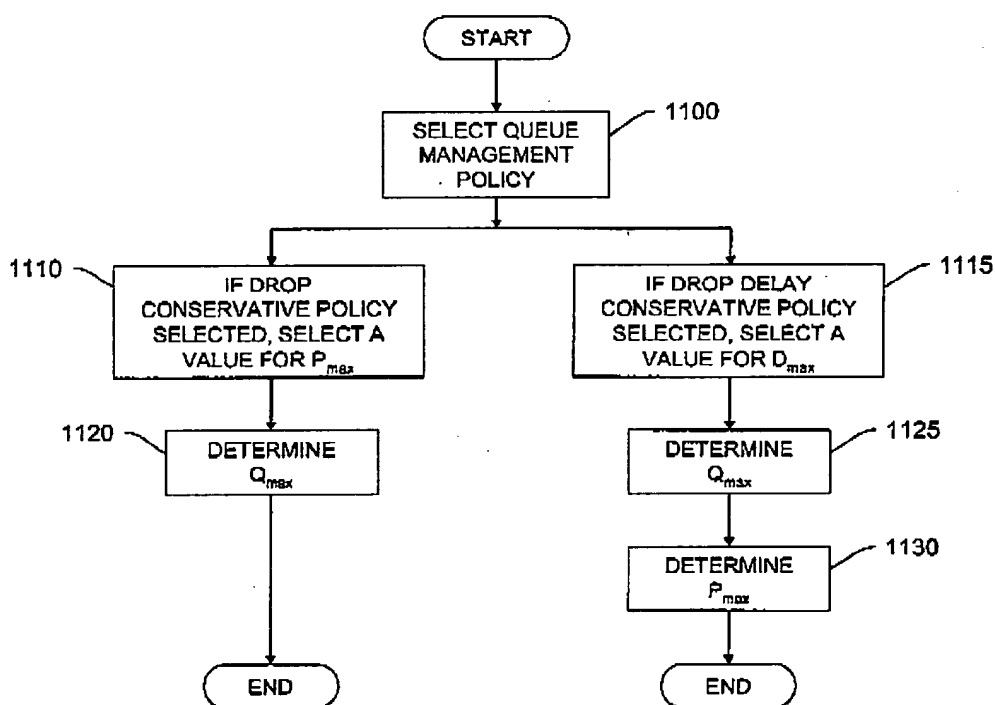 START
1100
SELECT QUEUE
MANAGEMENT
POLICY
1110
IF DROP
CONSERVATIVE POLICY
SELECTED, SELECT A
VALUE FOR Pmax
1115
IF DROP DELAY
CONSERVATIVE POLICY
SELECTED, SELECT A
VALUE FOR Dmax
1120
DETERMINE
Qmax
1125
DETERMINE
Qmax
1130
DETERMINE
Pmax
END
END